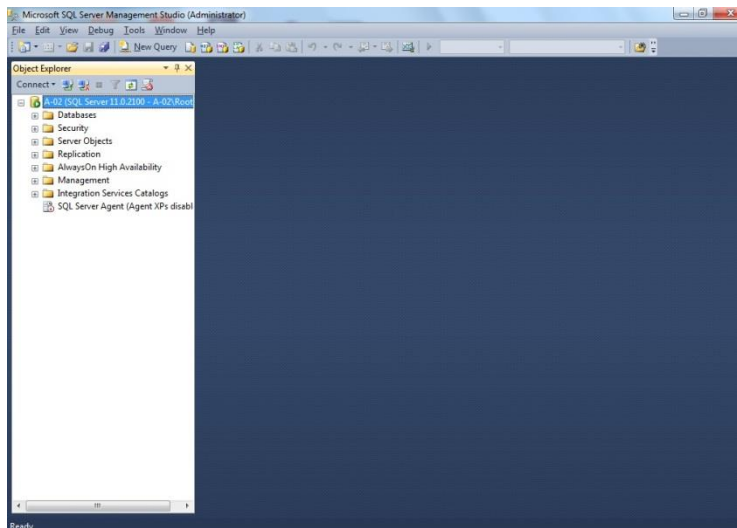 Microsoft SQL Server Management Studio (Administrator)
File Edit View Debug Tools Window Help
New Query
Object Explorer
Connect
A-02 (SQL Server 11.0.2100 - A-02\Root
Databases
Security
Server Objects
Replication
AlwaysOn High Availability
Management
Integration Services Catalogs
SQL Server Agent (Agent XPs disabl
Ready